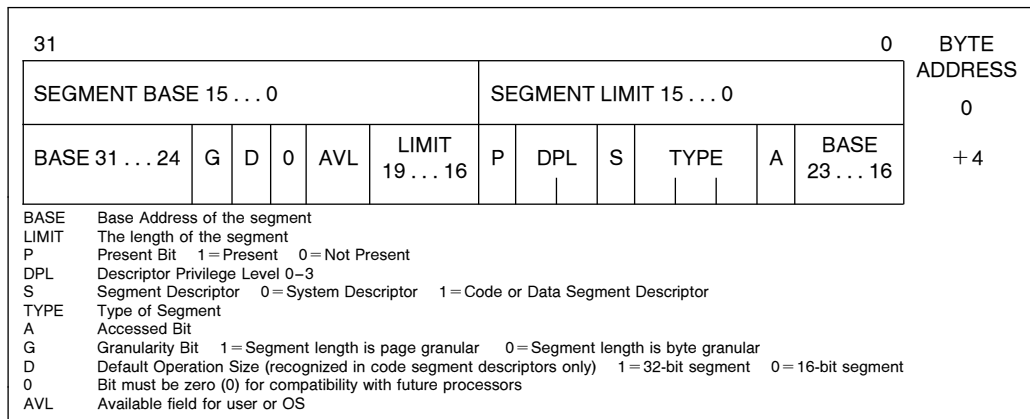 31 0 BYTE
ADDRESS
SEGMENT BASE 15 . . . 0 SEGMENT LIMIT 15 . . . 0 0
BASE 31 . . . 24 G D 0 AVL LIMIT 19 . . . 16 P DPL S TYPE A BASE 23 . . . 16 +4
BASE Base Address of the segment
LIMIT The length of the segment
P Present Bit 1=Present 0=Not Present
DPL Descriptor Privilege Level 0–3
S Segment Descriptor 0=System Descriptor 1=Code or Data Segment Descriptor
TYPE Type of Segment
A Accessed Bit
G Granularity Bit 1=Segment length is page granular 0=Segment length is byte granular
D Default Operation Size (recognized in code segment descriptors only) 1=32-bit segment 0=16-bit segment
0 Bit must be zero (0) for compatibility with future processors
AVL Available field for user or OS